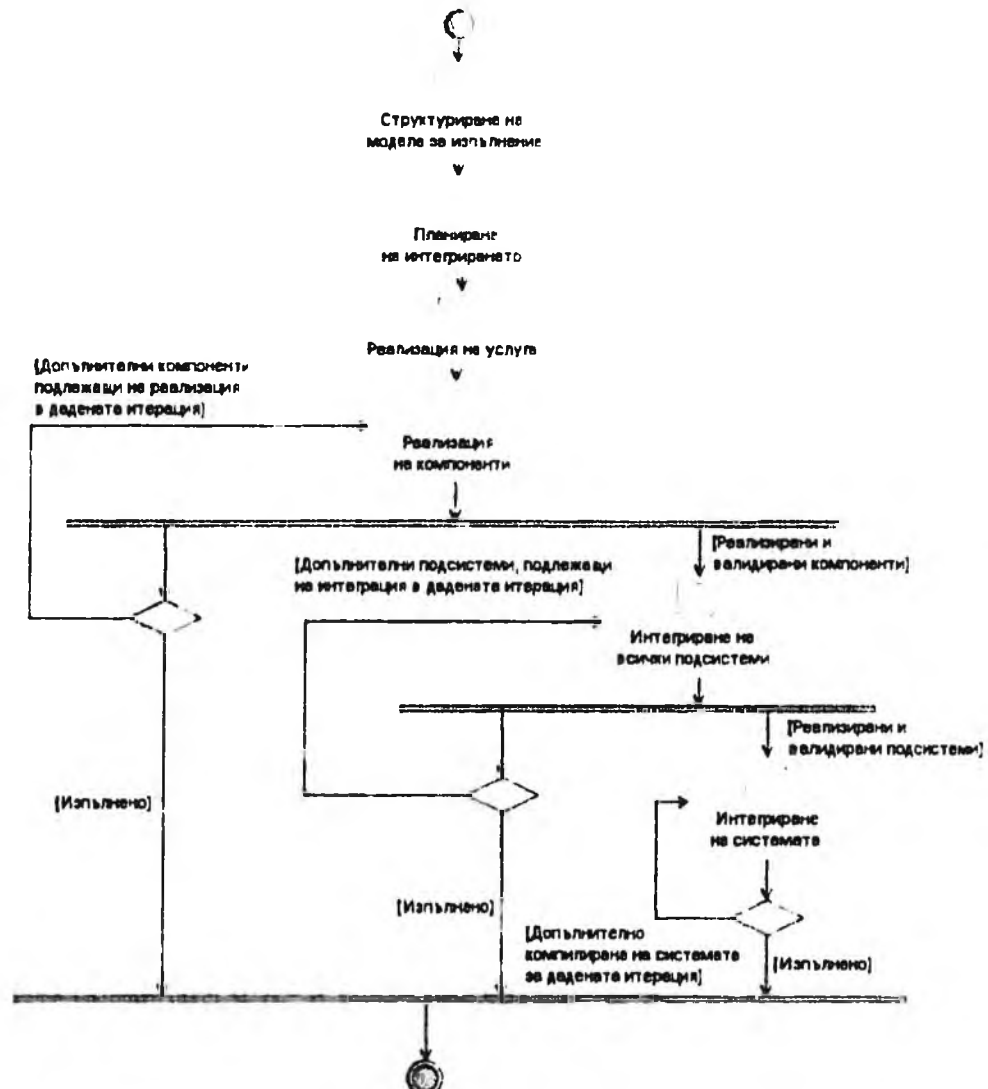 Структуриране на
модела за изпълнение
Планиране
на интегрирането
Реализация на услуга
[Допълнителни компоненти
подлежащи на реализация
в дадената итерация]
Реализация
на компоненти
[Реализирани и
валидирани компоненти]
[Допълнителни подсистеми, подлежащи
на интеграция в дадената итерация]
Интегриране на
всички подсистеми
[Реализирани и
валидирани подсистеми]
[Изпълнено]
Интегриране
на системата
[Изпълнено]
[Допълнително
компилиране на системата
за дадената итерация]
[Изпълнено]